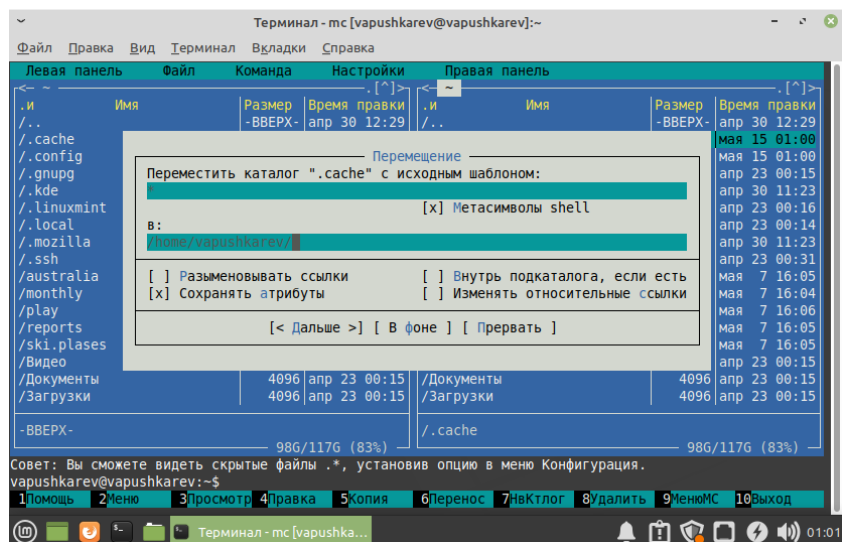 Терминал - mc [vapushkarev@vapushkarev]:~
Файл Правка Вид Терминал Вкладки Справка
Левая панель Файл Команда Настройки Правая панель
<- ~ .[^]> <- ~ .[^]>
.и Имя Размер Время правки .и Имя Размер Время правки
/.. -ВВЕРХ- апр 30 12:29 /.. -ВВЕРХ- апр 30 12:29
/.cache мая 15 01:00
/.config мая 15 01:00
/.gnupg апр 23 00:15
/.kde апр 30 11:23
/.linuxmint апр 23 00:16
/.local апр 23 00:14
/.mozilla апр 30 11:23
/.ssh апр 23 00:31
/australia мая 7 16:05
/monthly мая 7 16:04
/play мая 7 16:06
/reports мая 7 16:05
/ski.plases мая 7 16:05
/Видео апр 23 00:15
/Документы 4096 апр 23 00:15 /Документы 4096 апр 23 00:15
/Загрузки 4096 апр 23 00:15 /Загрузки 4096 апр 23 00:15
Перемещение
Переместить каталог ".cache" с исходным шаблоном:
*
[x] Метасимволы shell
в:
/home/vapushkarev/
[ ] Разыменовывать ссылки [ ] Внутрь подкаталога, если есть
[x] Сохранять атрибуты [ ] Изменять относительные ссылки
[< Дальше >] [ В фоне ] [ Прервать ]
-ВВЕРХ- /.cache
98G/117G (83%) 98G/117G (83%)
Совет: Вы сможете видеть скрытые файлы .*, установив опцию в меню Конфигурация.
vapushkarev@vapushkarev:~$
1Помощь 2Меню 3Просмотр 4Правка 5Копия 6Перенос 7НвКтлог 8Удалить 9МенюМС 10Выход
Терминал - mc [vapushka... 01:01